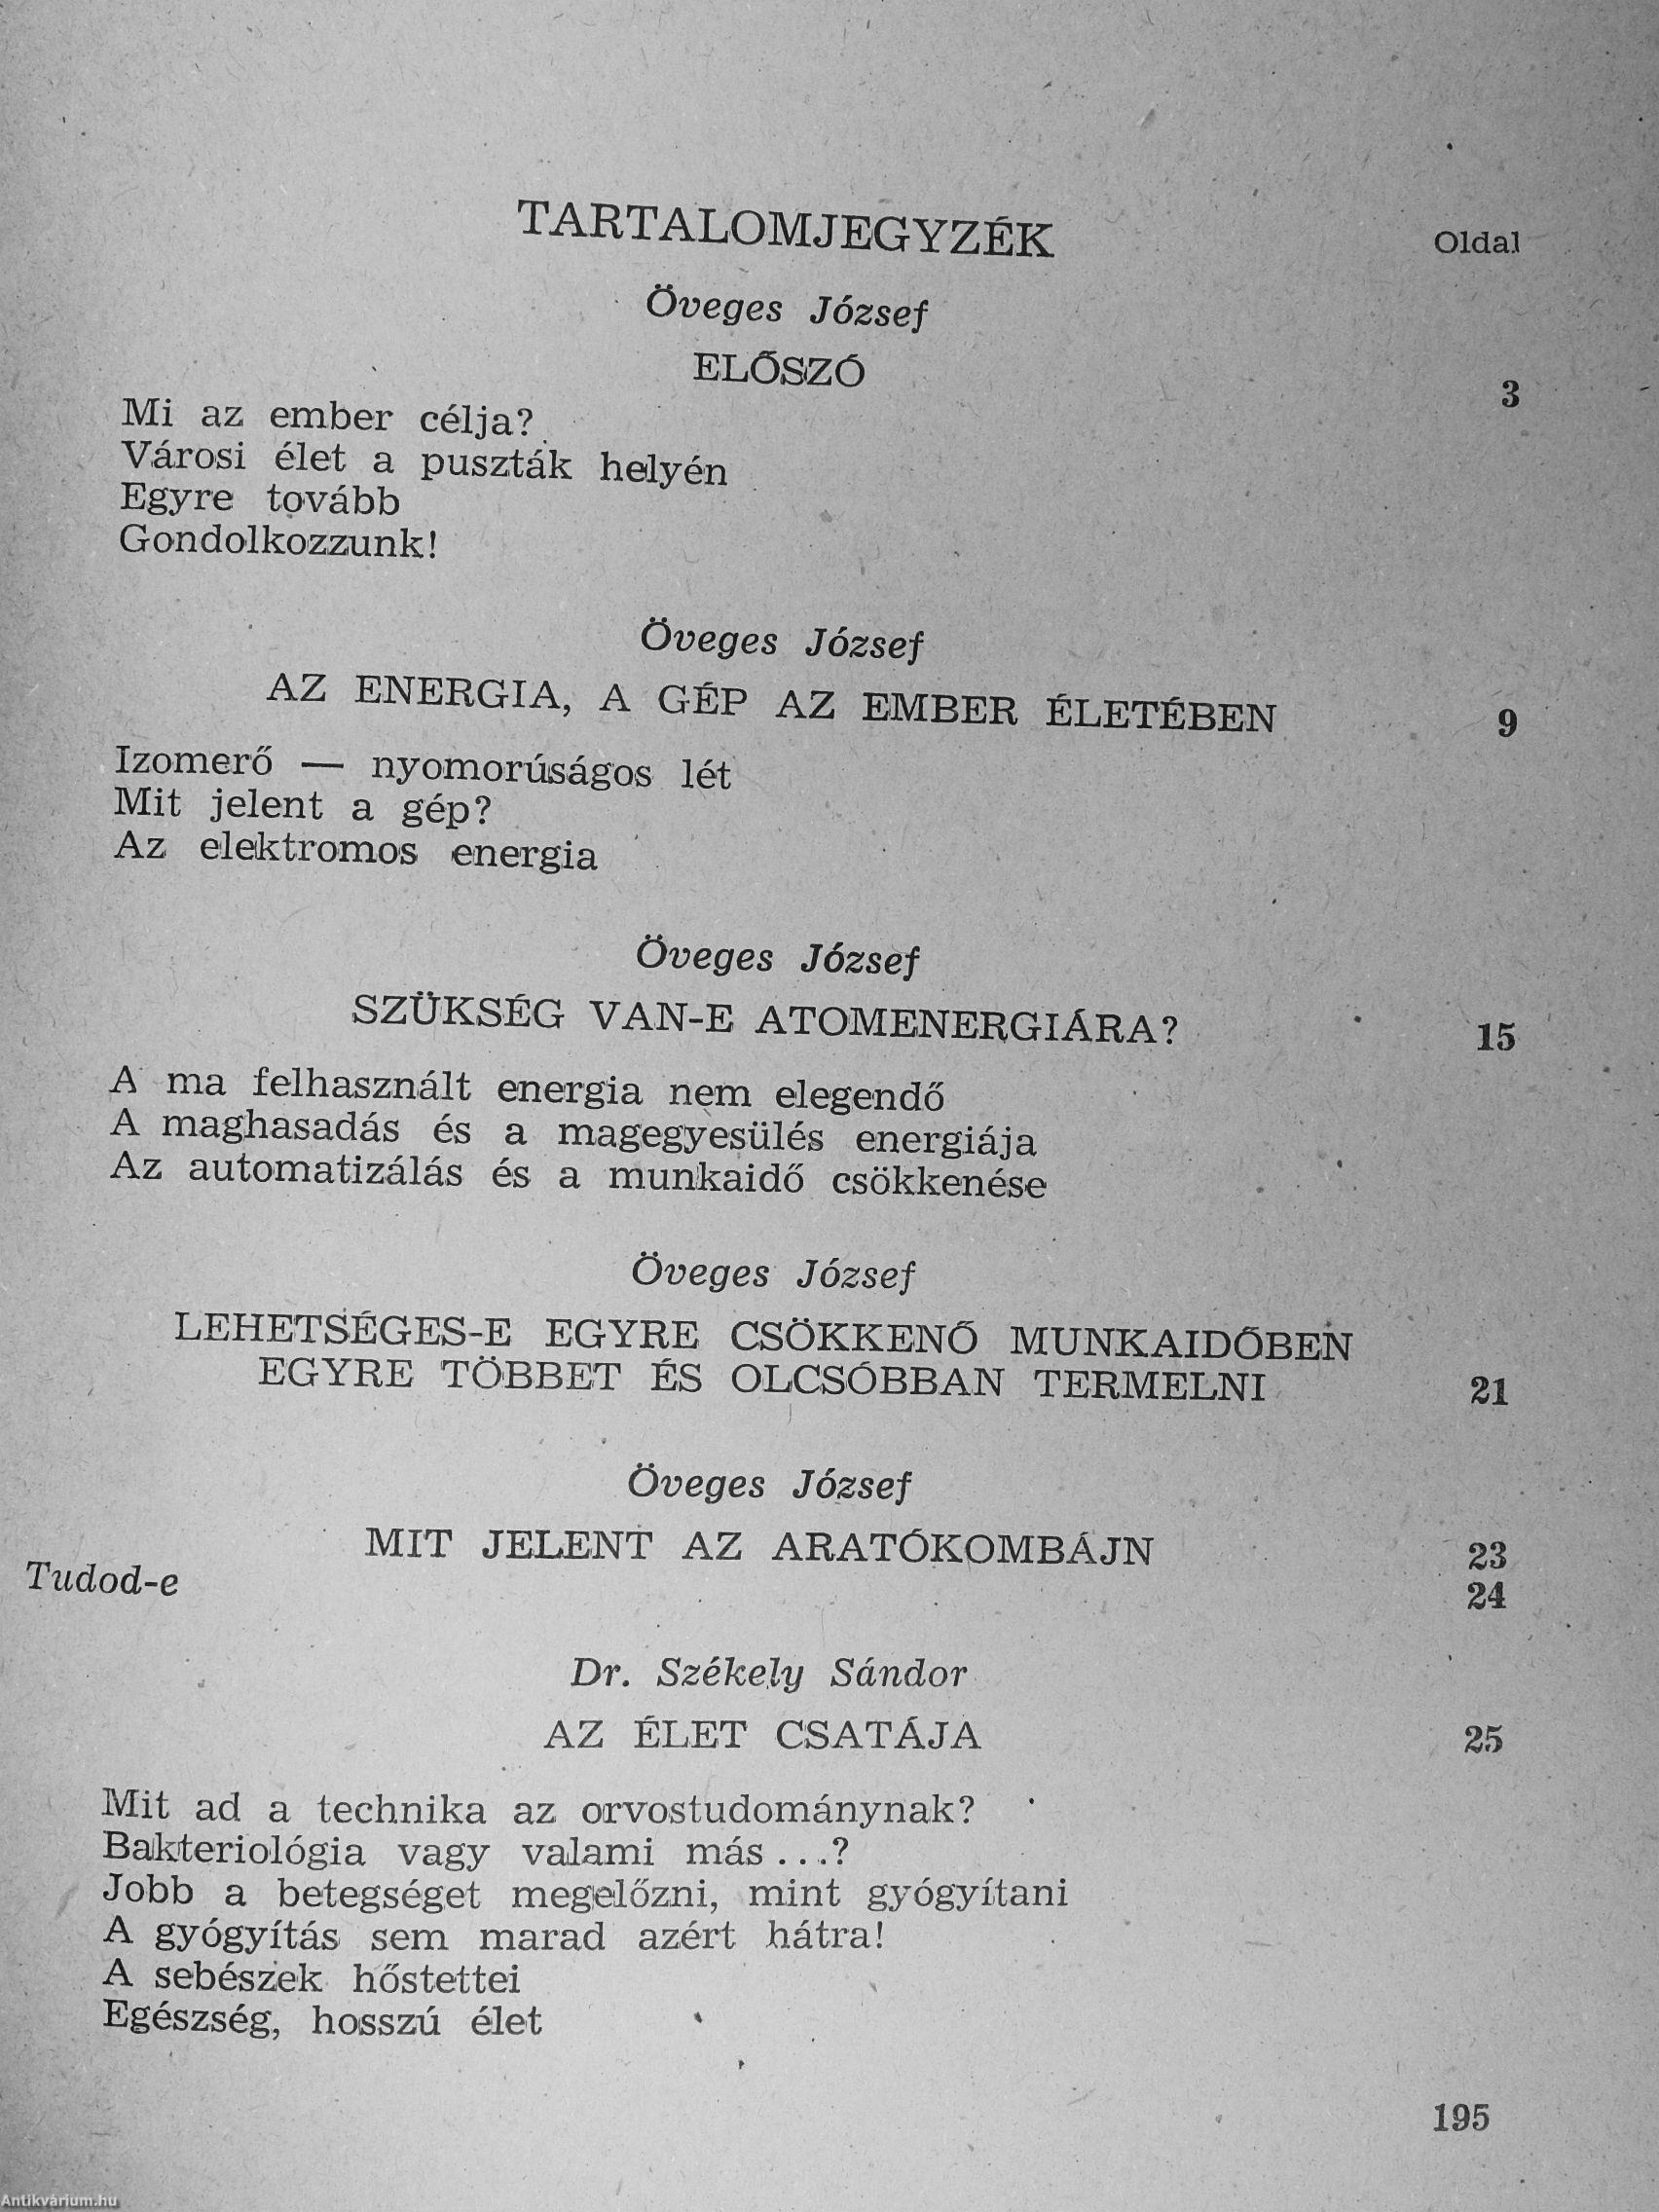 TARTALOMJEGYZÉK
Oldal
Öveges József
ELŐSZÓ 3
Mi az ember célja?
Városi élet a puszták helyén
Egyre tovább
Gondolkozzunk!
Öveges József
AZ ENERGIA, A GÉP AZ EMBER ÉLETÉBEN 9
Izomerő — nyomorúságos lét
Mit jelent a gép?
Az elektromos energia
Öveges József
SZÜKSÉG VAN-E ATOMENERGIÁRA? 15
A ma felhasznált energia nem elegendő
A maghasadás és a magegyesülés energiája
Az automatizálás és a munkaidő csökkenése
Öveges József
LEHETSÉGES-E EGYRE CSÖKKENŐ MUNKAIDŐBEN
EGYRE TÖBBET ÉS OLCSÓBBAN TERMELNI 21
Öveges József
MIT JELENT AZ ARATÓKOMBÁJN 23
Tudod-e 24
Dr. Székely Sándor
AZ ÉLET CSATÁJA 25
Mit ad a technika az orvostudománynak?
Bakteriológia vagy valami más...?
Jobb a betegséget megelőzni, mint gyógyítani
A gyógyítás sem marad azért hátra!
A sebészek hőstettei
Egészség, hosszú élet
195
Antikvárium.hu